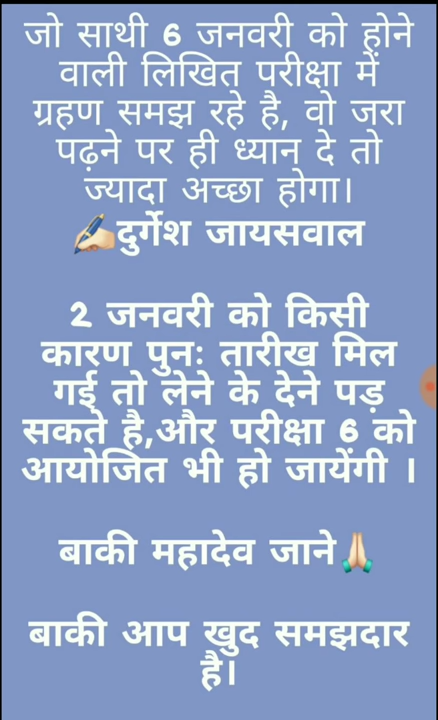 जो साथी 6 जनवरी को होने
वाली लिखित परीक्षा में
ग्रहण समझ रहे है, वो जरा
पढ़ने पर ही ध्यान दे तो
ज्यादा अच्छा होगा।
✍🏻दुर्गेश जायसवाल
2 जनवरी को किसी
कारण पुनः तारीख मिल
गई तो लेने के देने पड़
सकते है,और परीक्षा 6 को
आयोजित भी हो जायेंगी ।
बाकी महादेव जाने🙏🏻
बाकी आप खुद समझदार
है।